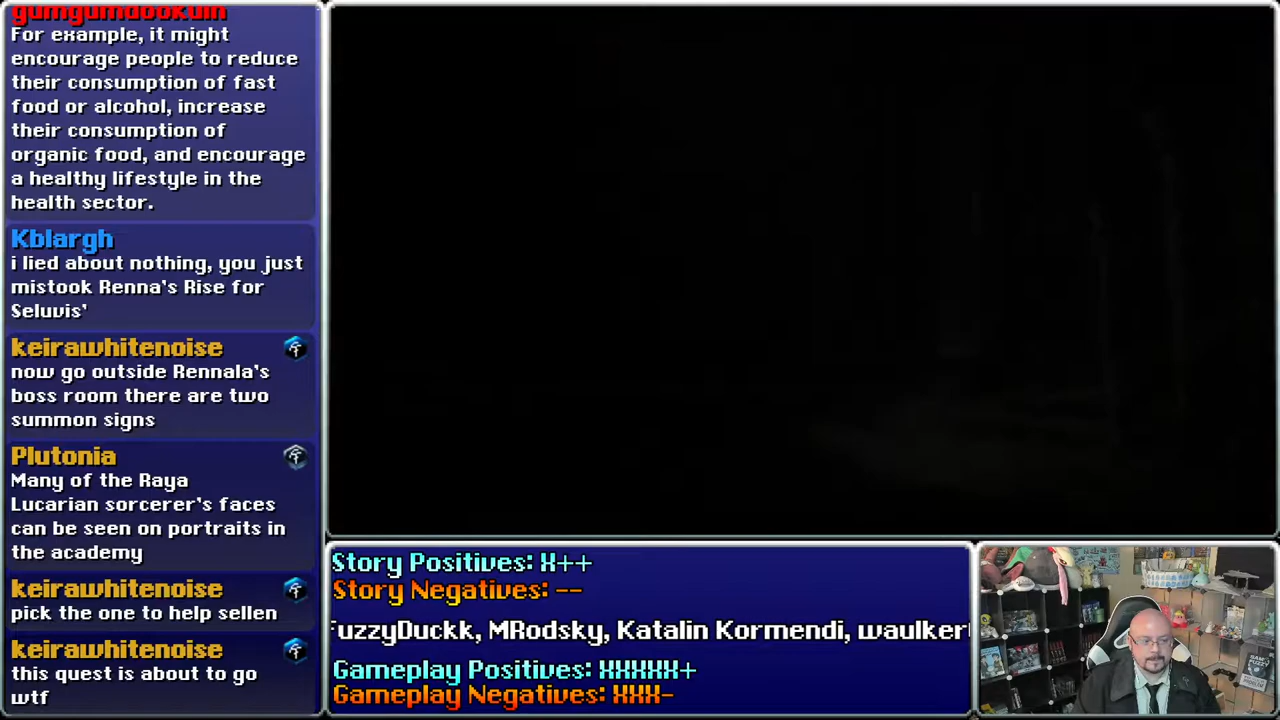 gumgumdookuin
For example, it might
encourage people to reduce
their consumption of fast
food or alcohol, increase
their consumption of
organic food, and encourage
a healthy lifestyle in the
health sector.
Kblargh
i lied about nothing, you just
mistook Renna's Rise for
Seluvis'
keirawhitenoise
now go outside Rennala's
boss room there are two
summon signs
Plutonia
Many of the Raya
Lucarian sorcerer's faces
can be seen on portraits in
the academy
keirawhitenoise
pick the one to help sellen
keirawhitenoise
this quest is about to go
wtf
Story Positives: X++
Story Negatives: --
FuzzyDuckk, MRodsky, Katalin Kormendi, waulker
Gameplay Positives: XXXXX+
Gameplay Negatives: XXX-